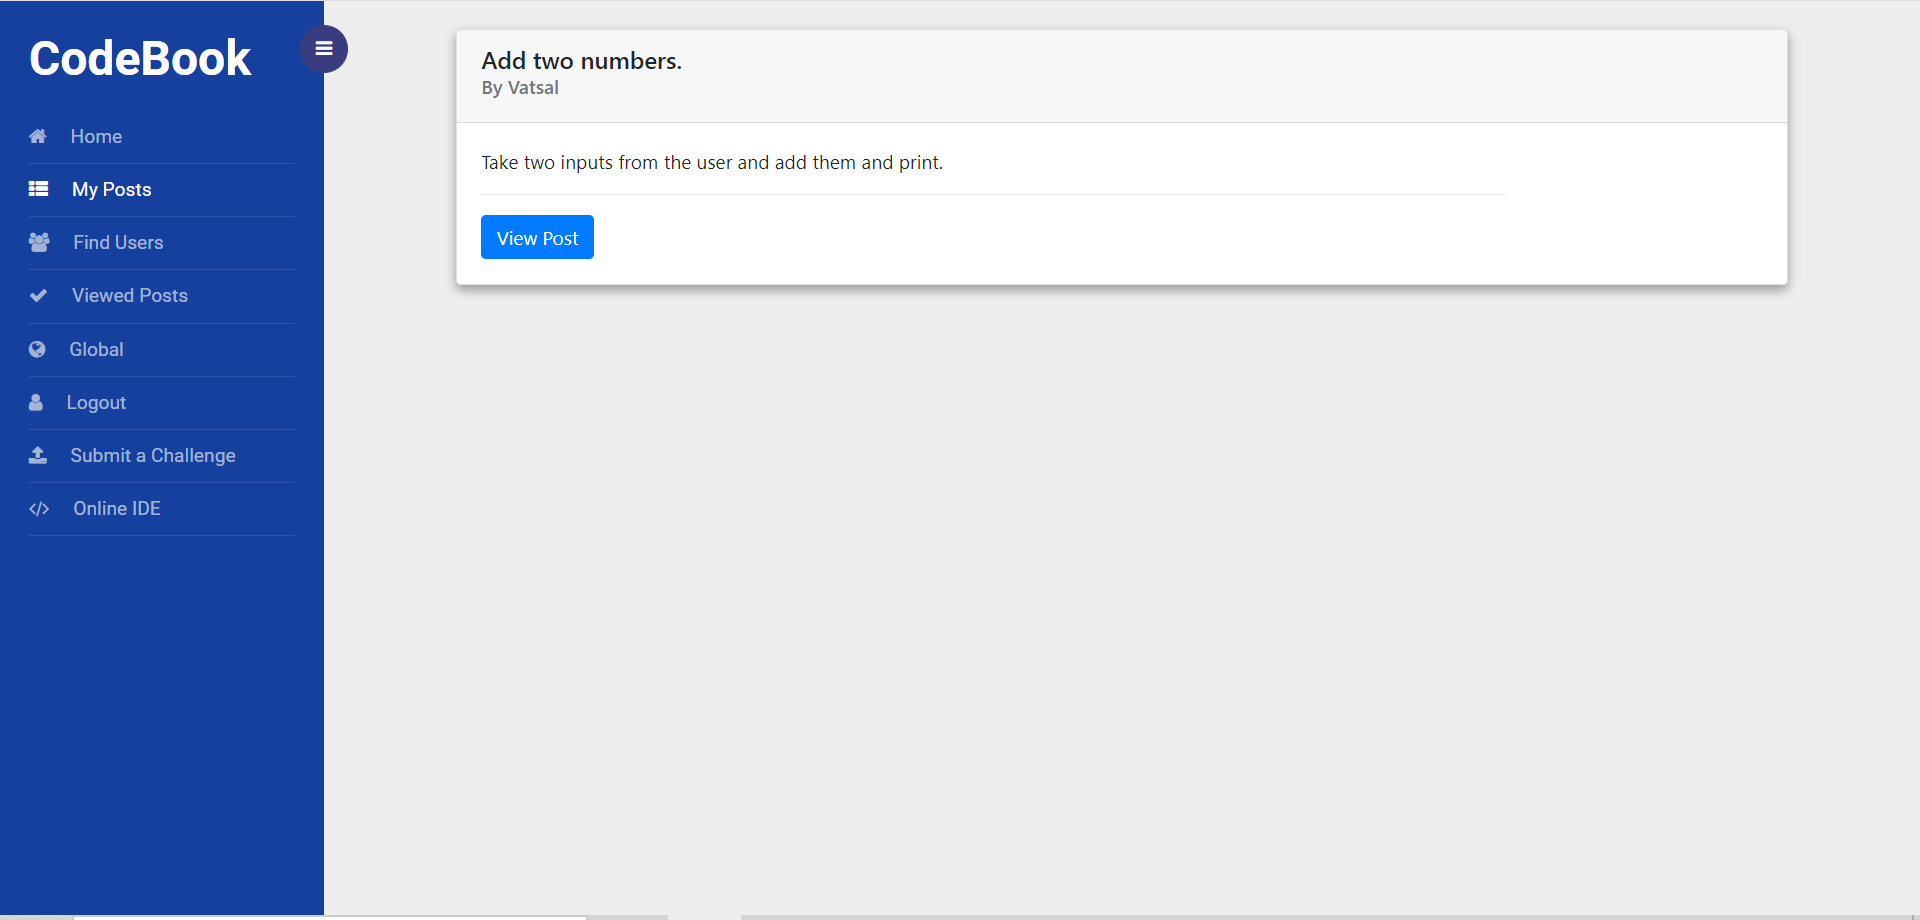 CodeBook
Home
My Posts
Find Users
Viewed Posts
Global
Logout
Submit a Challenge
Online IDE
Add two numbers.
By Vatsal
Take two inputs from the user and add them and print.
View Post